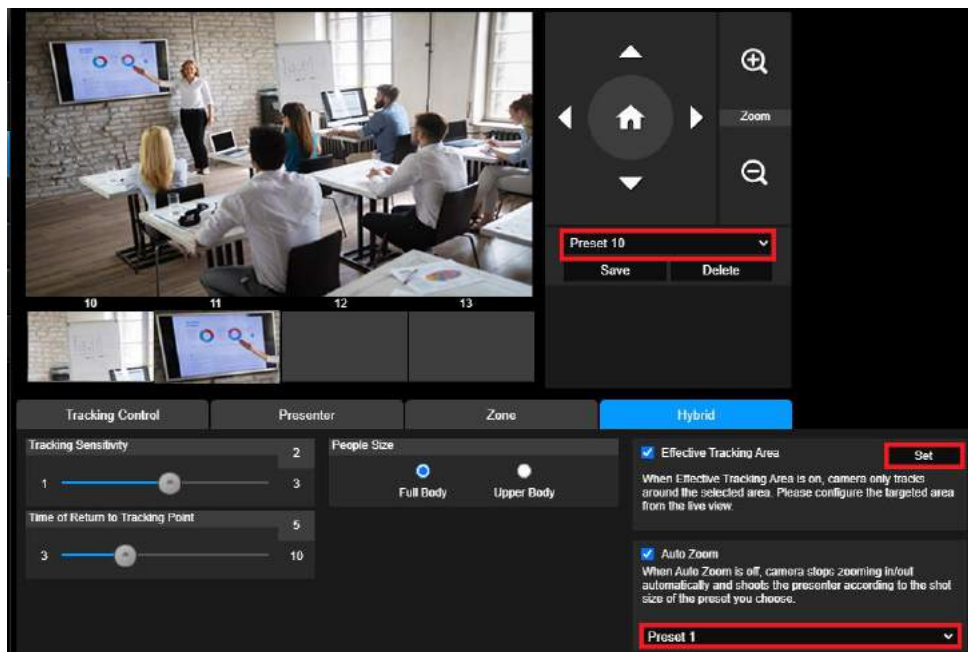 Zoom
Preset 10
Save Delete
10 11 12 13
Tracking Control Presenter Zone Hybrid
Tracking Sensitivity 2
1 3
Time of Return to Tracking Point 5
3 10
People Size
Full Body Upper Body
Effective Tracking Area Set
When Effective Tracking Area is on, camera only tracks
around the selected area. Please configure the targeted area
from the live view.
Auto Zoom
When Auto Zoom is off, camera stops zooming in/out
automatically and shoots the presenter according to the shot
size of the preset you choose.
Preset 1